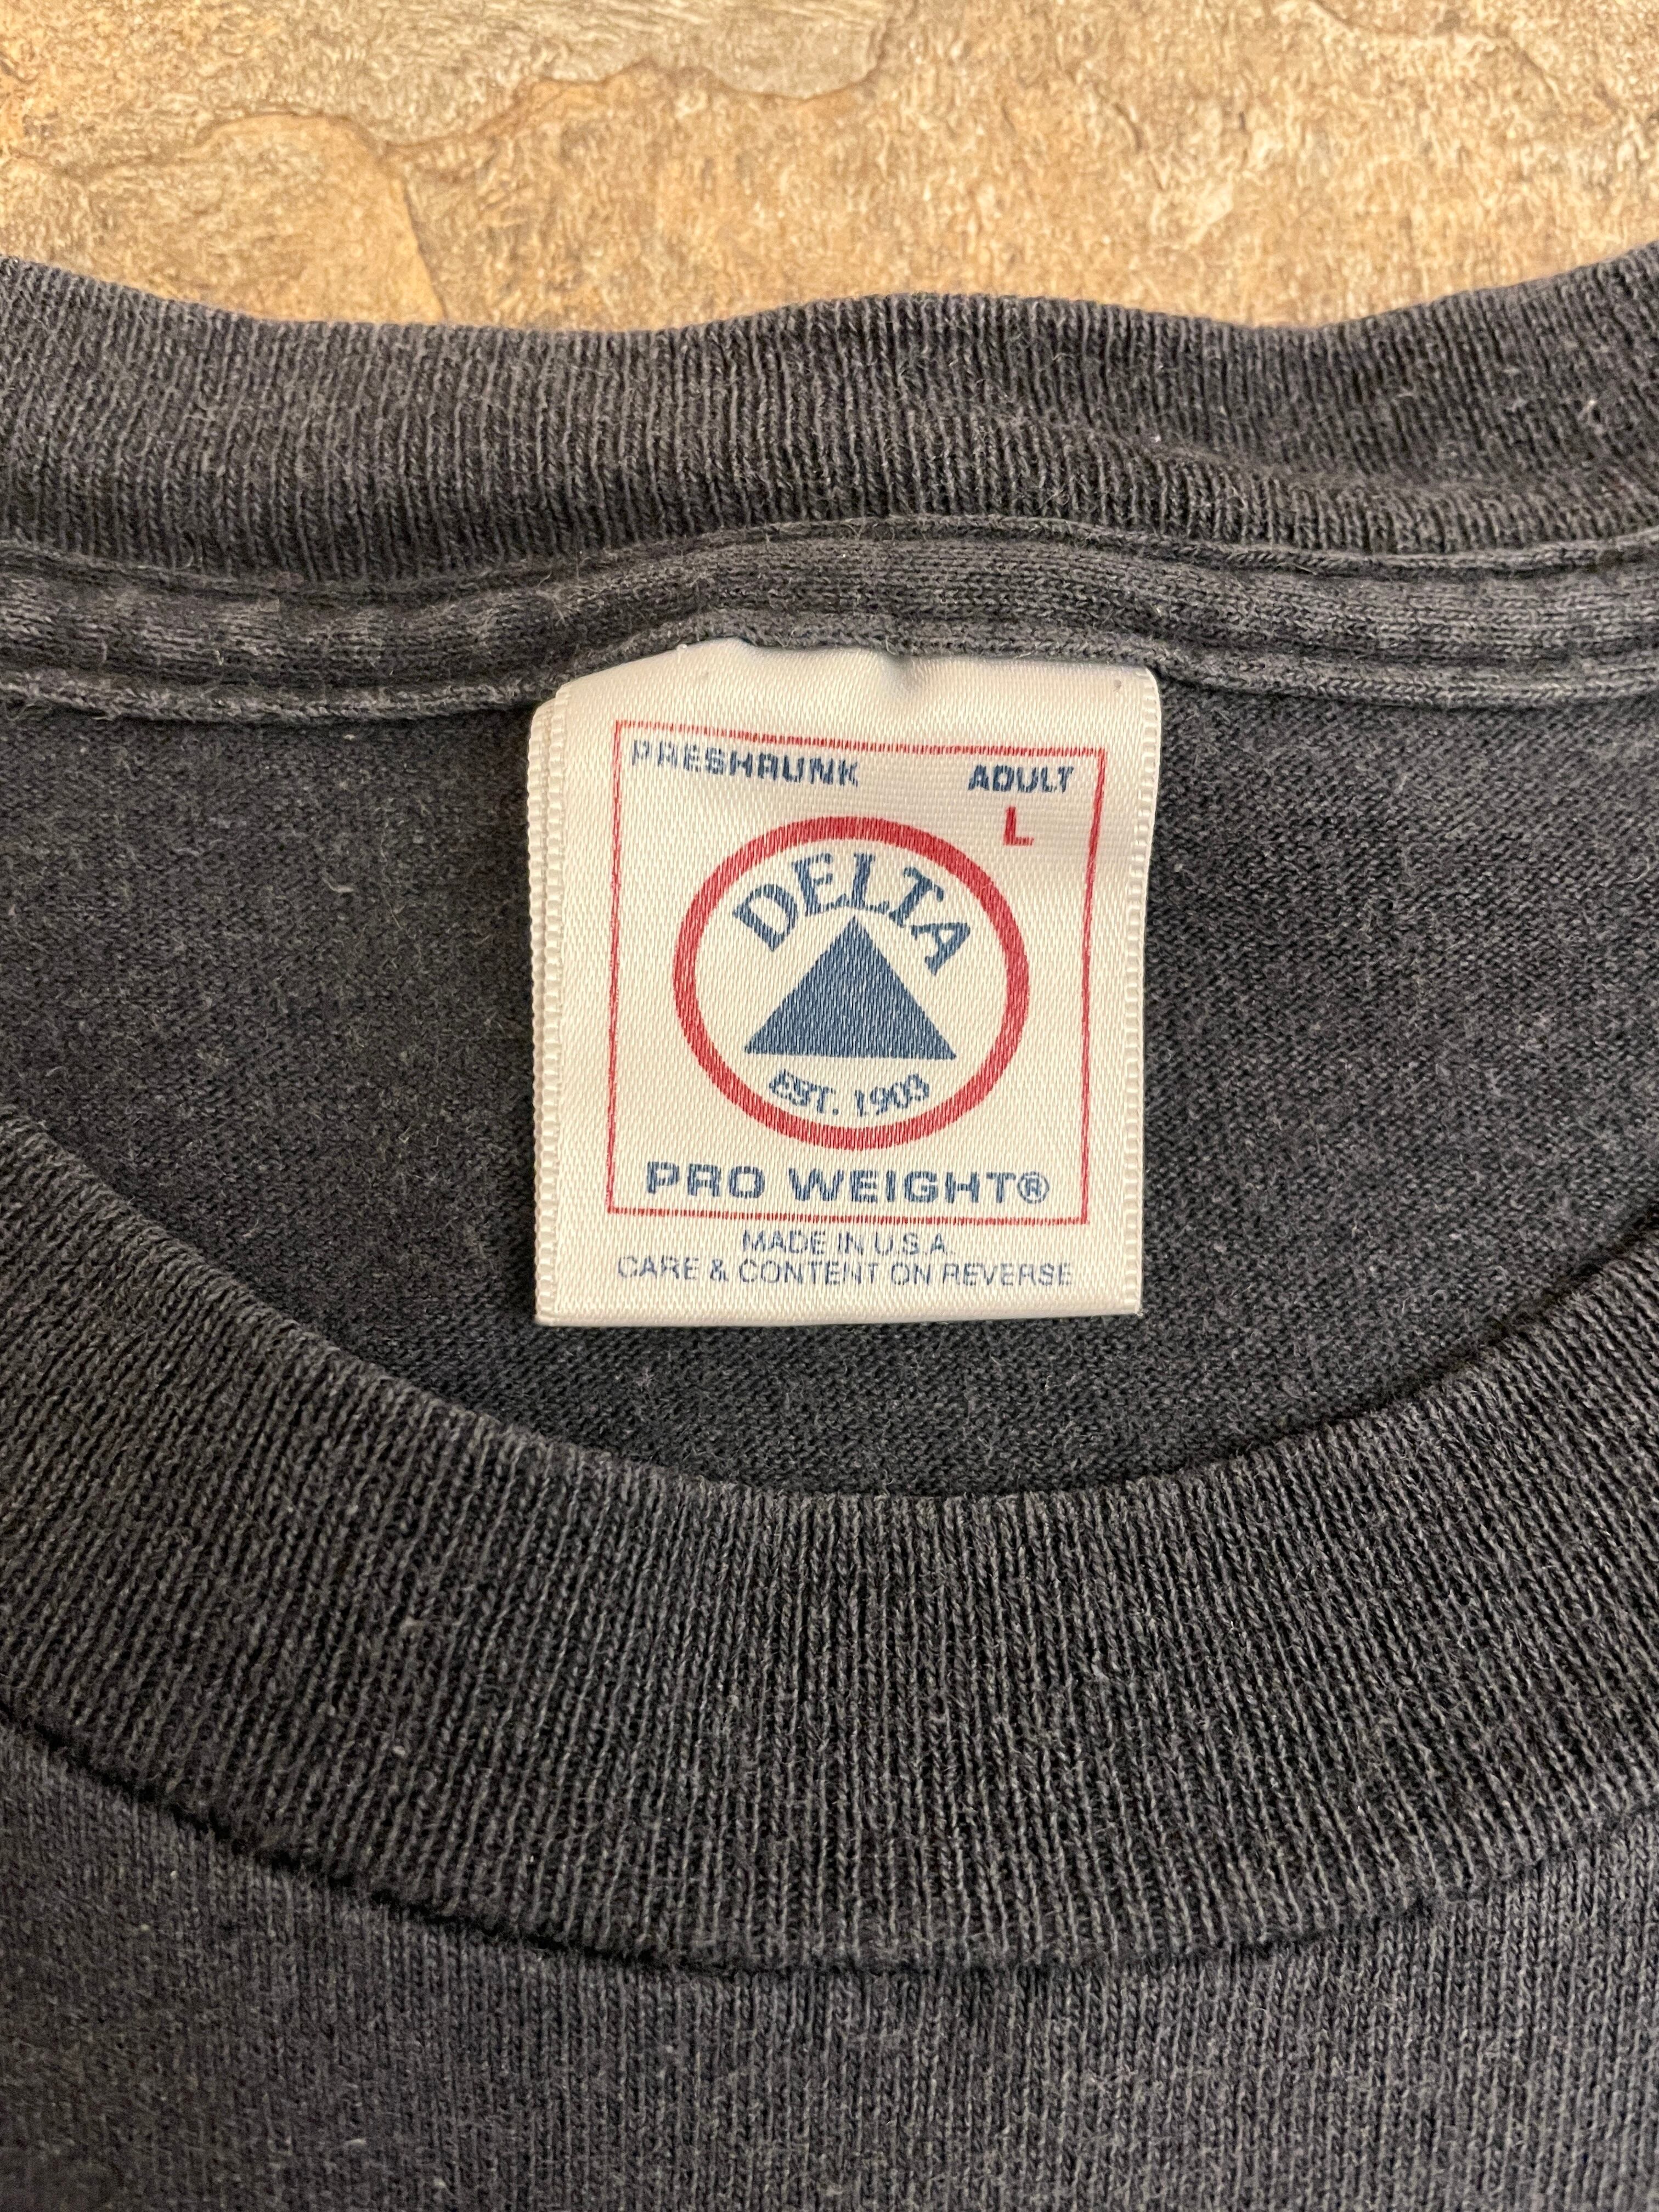 PRESHRUNK ADULT
L
DELTA
EST. 1903
PRO WEIGHT®
MADE IN U.S.A.
CARE & CONTENT ON REVERSE